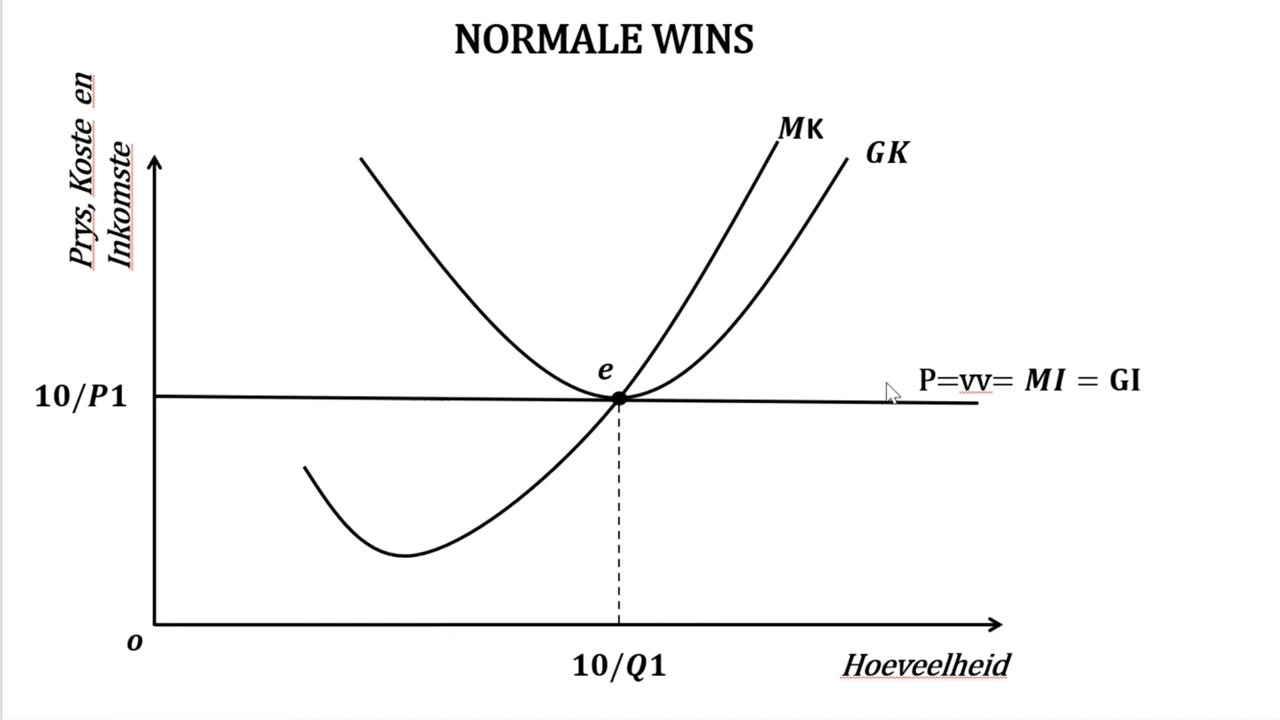 NORMALE WINS
Prys, Koste en
Inkomste
MK
GK
e
10/P1
P=vv= MI = GI
o
10/Q1
Hoeveelheid